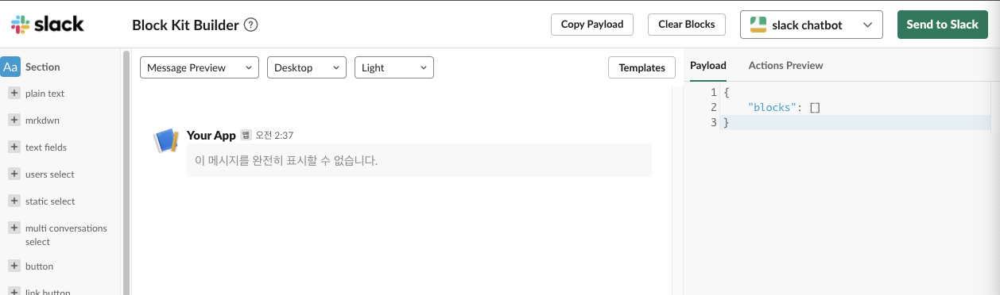 slack
Block Kit Builder ?
Copy Payload
Clear Blocks
slack chatbot
Send to Slack
Aa Section
+ plain text
+ mrkdwn
+ text fields
+ users select
+ static select
+ multi conversations
select
+ button
+ link button
Message Preview
Desktop
Light
Templates
Your App 앱 오전 2:37
이 메시지를 완전히 표시할 수 없습니다.
Payload
Actions Preview
1 {
2 "blocks": []
3 }